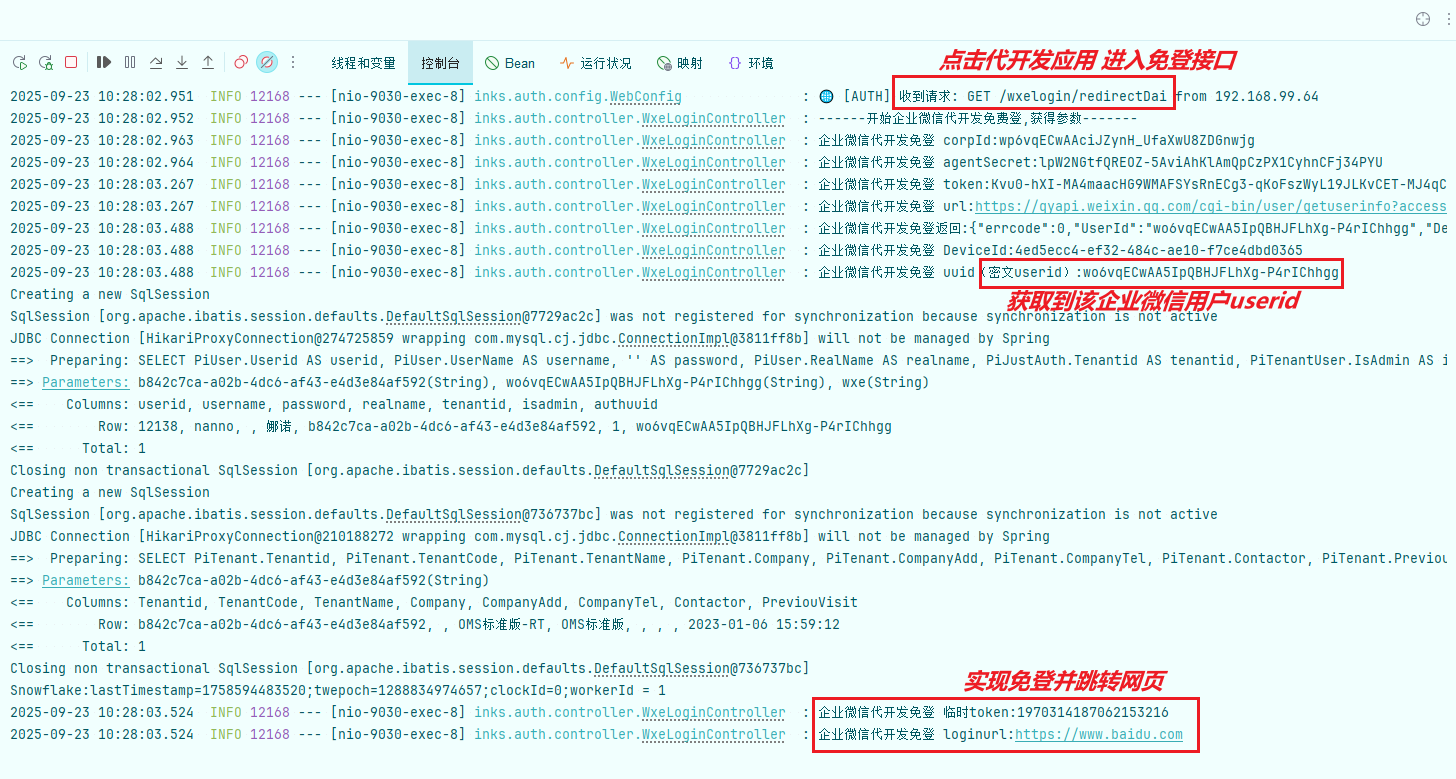 线程和变量 控制台 Bean 运行状况 映射 环境
点击代开发应用 进入免登接口
2025-09-23 10:28:02.951  INFO 12168 --- [nio-9030-exec-8] inks.auth.config.WebConfig : 🌐 [AUTH] 收到请求: GET /wxelogin/redirectDai from 192.168.99.64
2025-09-23 10:28:02.952  INFO 12168 --- [nio-9030-exec-8] inks.auth.controller.WxeLoginController : ------开始企业微信代开发免费登,获得参数-------
2025-09-23 10:28:02.963  INFO 12168 --- [nio-9030-exec-8] inks.auth.controller.WxeLoginController : 企业微信代开发免登 corpId:wp6vqECwAAciJZynH_UfaXwU8ZDGnwjg
2025-09-23 10:28:02.964  INFO 12168 --- [nio-9030-exec-8] inks.auth.controller.WxeLoginController : 企业微信代开发免登 agentSecret:lpW2NGtfQREOZ-5AviAhKlAmQpCzPX1CyhnCFj34PYU
2025-09-23 10:28:03.267  INFO 12168 --- [nio-9030-exec-8] inks.auth.controller.WxeLoginController : 企业微信代开发免登 token:Kvu0-hXI-MA4maacHG9WMAFSYsRnECg3-qKoFszWyL19JLKvCET-MJ4qC
2025-09-23 10:28:03.267  INFO 12168 --- [nio-9030-exec-8] inks.auth.controller.WxeLoginController : 企业微信代开发免登 url:https://qyapi.weixin.qq.com/cgi-bin/user/getuserinfo?access
2025-09-23 10:28:03.488  INFO 12168 --- [nio-9030-exec-8] inks.auth.controller.WxeLoginController : 企业微信代开发免登返回:{"errcode":0,"UserId":"wo6vqECwAA5IpQBHJFLhXg-P4rIChhgg","De
2025-09-23 10:28:03.488  INFO 12168 --- [nio-9030-exec-8] inks.auth.controller.WxeLoginController : 企业微信代开发免登 DeviceId:4ed5ecc4-ef32-484c-ae10-f7ce4dbd0365
2025-09-23 10:28:03.488  INFO 12168 --- [nio-9030-exec-8] inks.auth.controller.WxeLoginController : 企业微信代开发免登 uuid（密文userid）:wo6vqECwAA5IpQBHJFLhXg-P4rIChhgg
Creating a new SqlSession
获取到该企业微信用户userid
SqlSession [org.apache.ibatis.session.defaults.DefaultSqlSession@7729ac2c] was not registered for synchronization because synchronization is not active
JDBC Connection [HikariProxyConnection@274725859 wrapping com.mysql.cj.jdbc.ConnectionImpl@3811ff8b] will not be managed by Spring
==>  Preparing: SELECT PiUser.Userid AS userid, PiUser.UserName AS username, '' AS password, PiUser.RealName AS realname, PiJustAuth.Tenantid AS tenantid, PiTenantUser.IsAdmin AS i
==> Parameters: b842c7ca-a02b-4dc6-af43-e4d3e84af592(String), wo6vqECwAA5IpQBHJFLhXg-P4rIChhgg(String), wxe(String)
<==    Columns: userid, username, password, realname, tenantid, isadmin, authuuid
<==        Row: 12138, nanno, , 娜诺, b842c7ca-a02b-4dc6-af43-e4d3e84af592, 1, wo6vqECwAA5IpQBHJFLhXg-P4rIChhgg
<==      Total: 1
Closing non transactional SqlSession [org.apache.ibatis.session.defaults.DefaultSqlSession@7729ac2c]
Creating a new SqlSession
SqlSession [org.apache.ibatis.session.defaults.DefaultSqlSession@736737bc] was not registered for synchronization because synchronization is not active
JDBC Connection [HikariProxyConnection@210188272 wrapping com.mysql.cj.jdbc.ConnectionImpl@3811ff8b] will not be managed by Spring
==>  Preparing: SELECT PiTenant.Tenantid, PiTenant.TenantCode, PiTenant.TenantName, PiTenant.Company, PiTenant.CompanyAdd, PiTenant.CompanyTel, PiTenant.Contactor, PiTenant.Previou
==> Parameters: b842c7ca-a02b-4dc6-af43-e4d3e84af592(String)
<==    Columns: Tenantid, TenantCode, TenantName, Company, CompanyAdd, CompanyTel, Contactor, PreviouVisit
<==        Row: b842c7ca-a02b-4dc6-af43-e4d3e84af592, , OMS标准版-RT, OMS标准版, , , , 2023-01-06 15:59:12
<==      Total: 1
Closing non transactional SqlSession [org.apache.ibatis.session.defaults.DefaultSqlSession@736737bc]
实现免登并跳转网页
Snowflake:lastTimestamp=1758594483520;twepoch=1288834974657;clockId=0;workerId = 1
2025-09-23 10:28:03.524  INFO 12168 --- [nio-9030-exec-8] inks.auth.controller.WxeLoginController : 企业微信代开发免登 临时token:1970314187062153216
2025-09-23 10:28:03.524  INFO 12168 --- [nio-9030-exec-8] inks.auth.controller.WxeLoginController : 企业微信代开发免登 loginurl:https://www.baidu.com